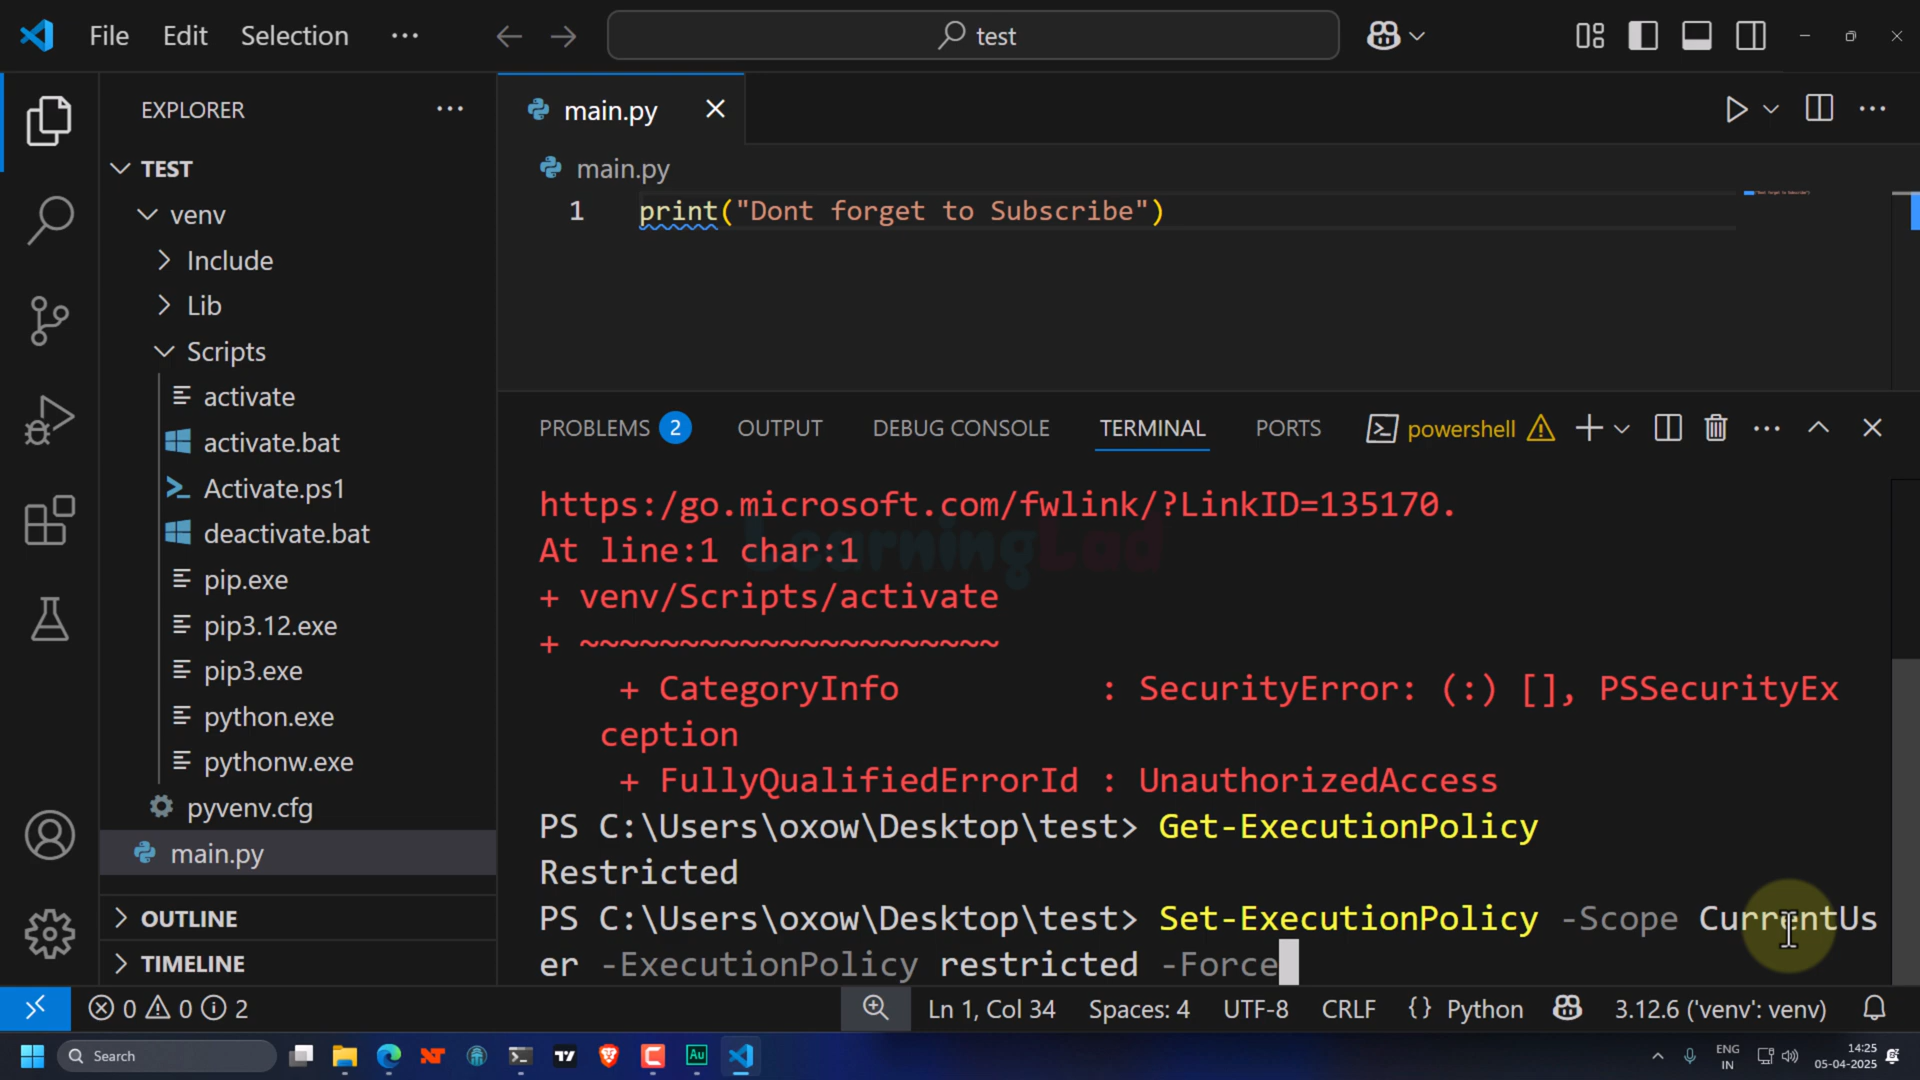 File Edit Selection ··· test
EXPLORER ···
TEST
venv
Include
Lib
Scripts
activate
activate.bat
Activate.ps1
deactivate.bat
pip.exe
pip3.12.exe
pip3.exe
python.exe
pythonw.exe
pyvenv.cfg
main.py
OUTLINE
TIMELINE
main.py
main.py
1 print("Dont forget to Subscribe")
PROBLEMS 2 OUTPUT DEBUG CONSOLE TERMINAL PORTS powershell
https:/go.microsoft.com/fwlink/?LinkID=135170.
At line:1 char:1
+ venv/Scripts/activate
+ ~~~~~~~~~~~~~~~~~~~~~
+ CategoryInfo : SecurityError: (:) [], PSSecurityEx
ception
+ FullyQualifiedErrorId : UnauthorizedAccess
PS C:\Users\oxow\Desktop\test> Get-ExecutionPolicy
Restricted
PS C:\Users\oxow\Desktop\test> Set-ExecutionPolicy -Scope CurrentUs
er -ExecutionPolicy restricted -Force
LearningLad
0 0 2 Ln 1, Col 34 Spaces: 4 UTF-8 CRLF {} Python 3.12.6 ('venv': venv)
Search
Au
ENG
IN
14:25
05-04-2025